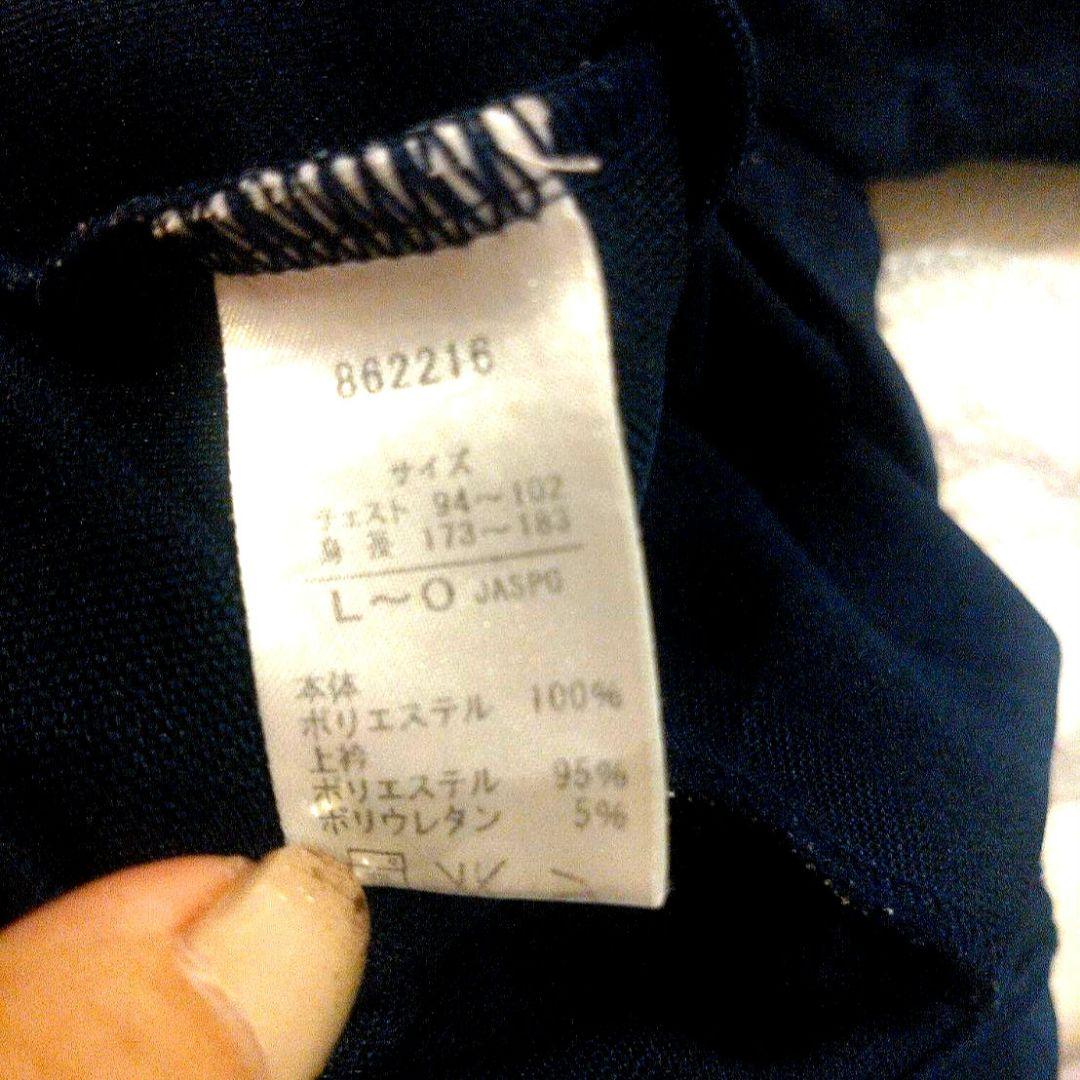 862216
サイズ
チェスト 94～102
身 長 173～183
L～O JASPO
本体
ポリエステル 100%
上衿
ポリエステル 95%
ポリウレタン 5%